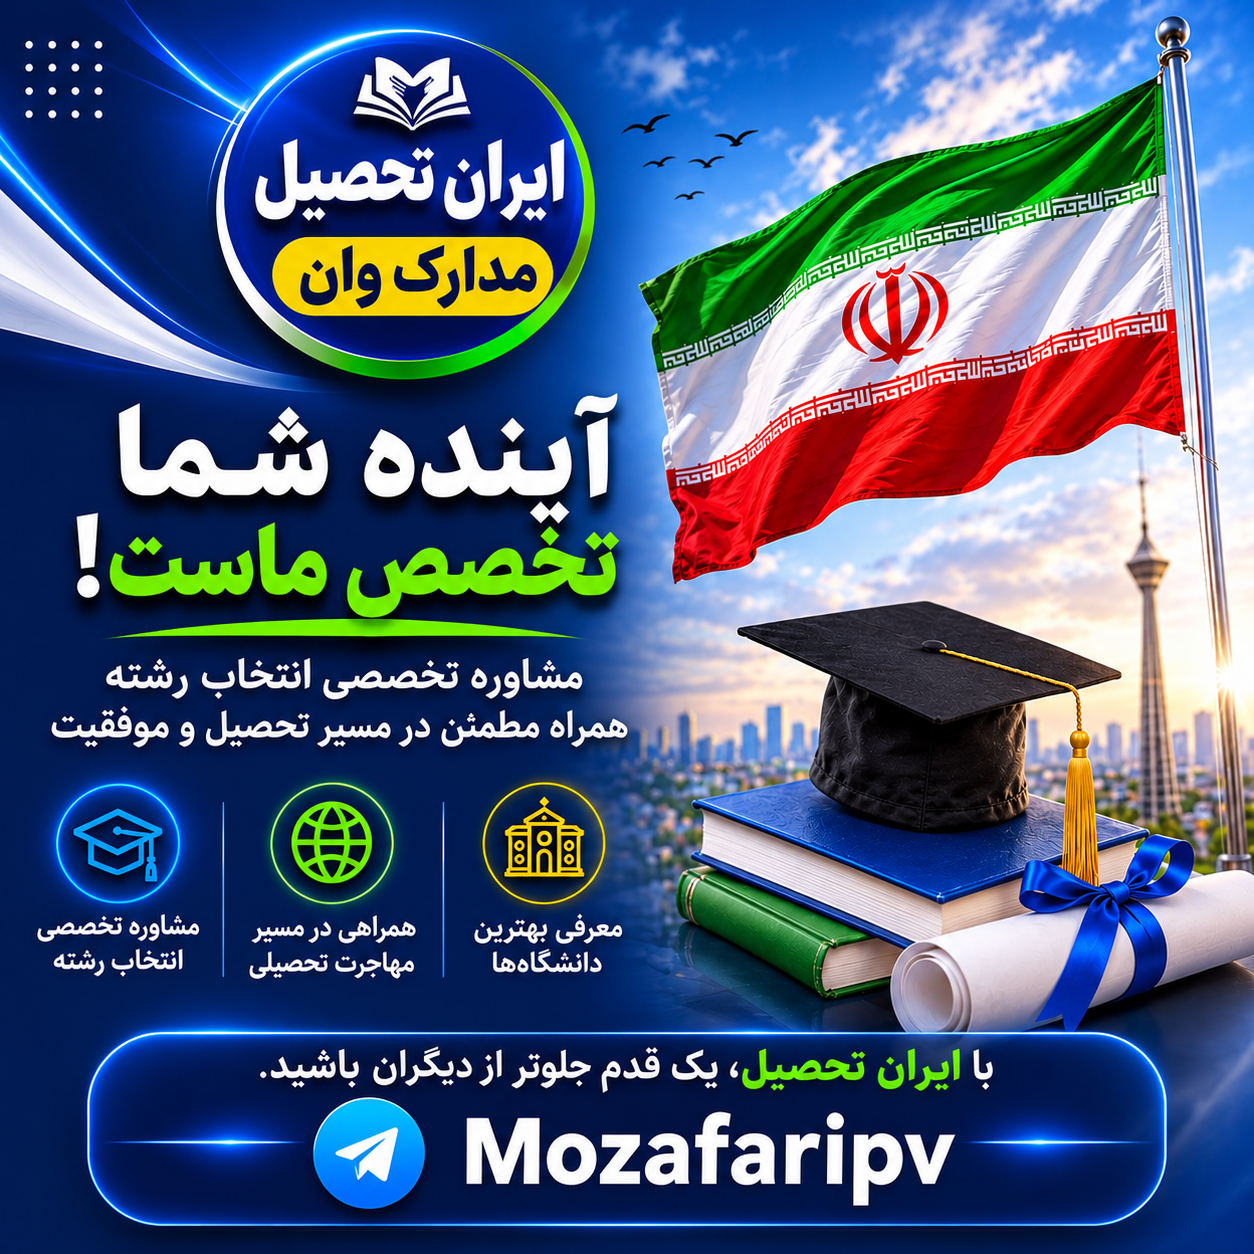 ایران تحصیل
مدارک وان
آینده شما
تخصص ماست!
مشاوره تخصصی انتخاب رشته
همراه مطمئن در مسیر تحصیل و موفقیت
معرفی بهترین
دانشگاه‌ها
همراهی در مسیر
مهاجرت تحصیلی
مشاوره تخصصی
انتخاب رشته
با ایران تحصیل، یک قدم جلوتر از دیگران باشید.
Mozafaripv